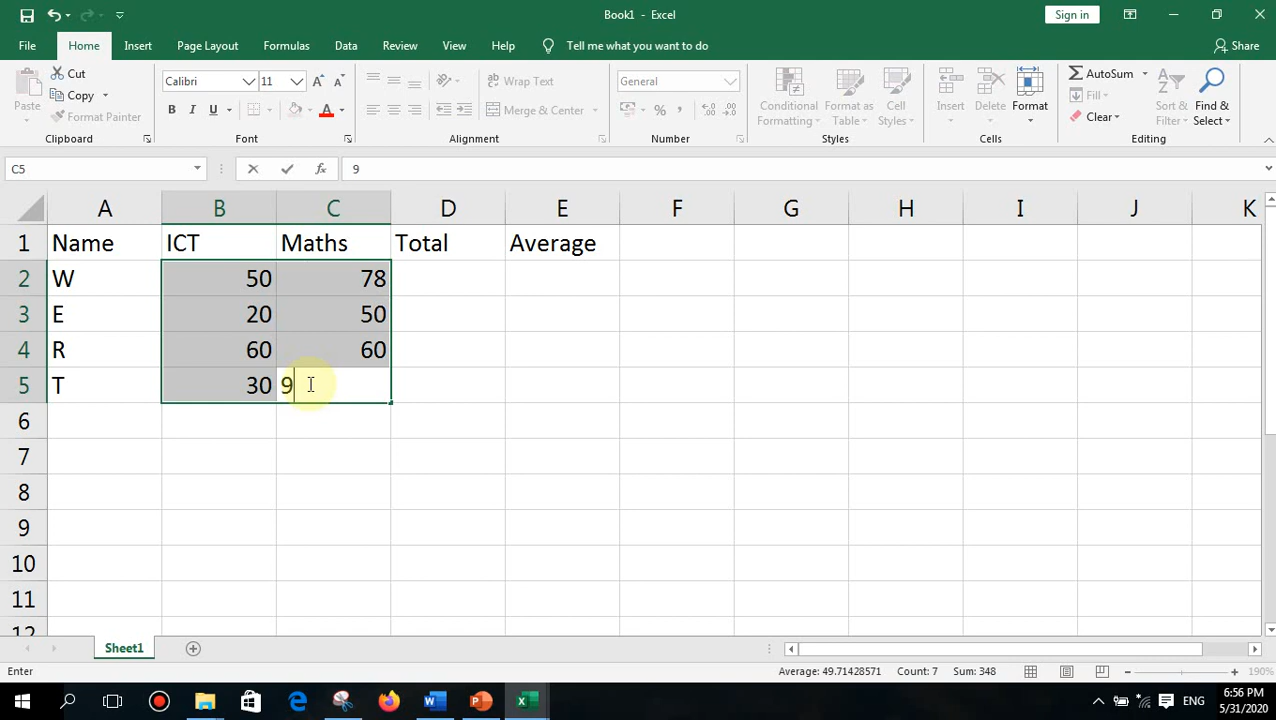 Book1 - Excel
Sign in
File Home Insert Page Layout Formulas Data Review View Help Tell me what you want to do Share
Paste Cut Copy Format Painter
Clipboard
Calibri 11
B I U A
Font
ab Wrap Text
Merge & Center
Alignment
General
% ,
Number
Conditional Formatting
Format as Table
Cell Styles
Styles
Insert Delete Format
Cells
AutoSum
Fill
Clear
Sort & Filter
Find & Select
Editing
C5 fx 9
A B C D E F G H I J K
1 Name ICT Maths Total Average
2 W 50 78
3 E 20 50
4 R 60 60
5 T 30 9
6
7
8
9
10
11
12
Sheet1
Enter Average: 49.71428571 Count: 7 Sum: 348 190%
ENG 6:56 PM
5/31/2020